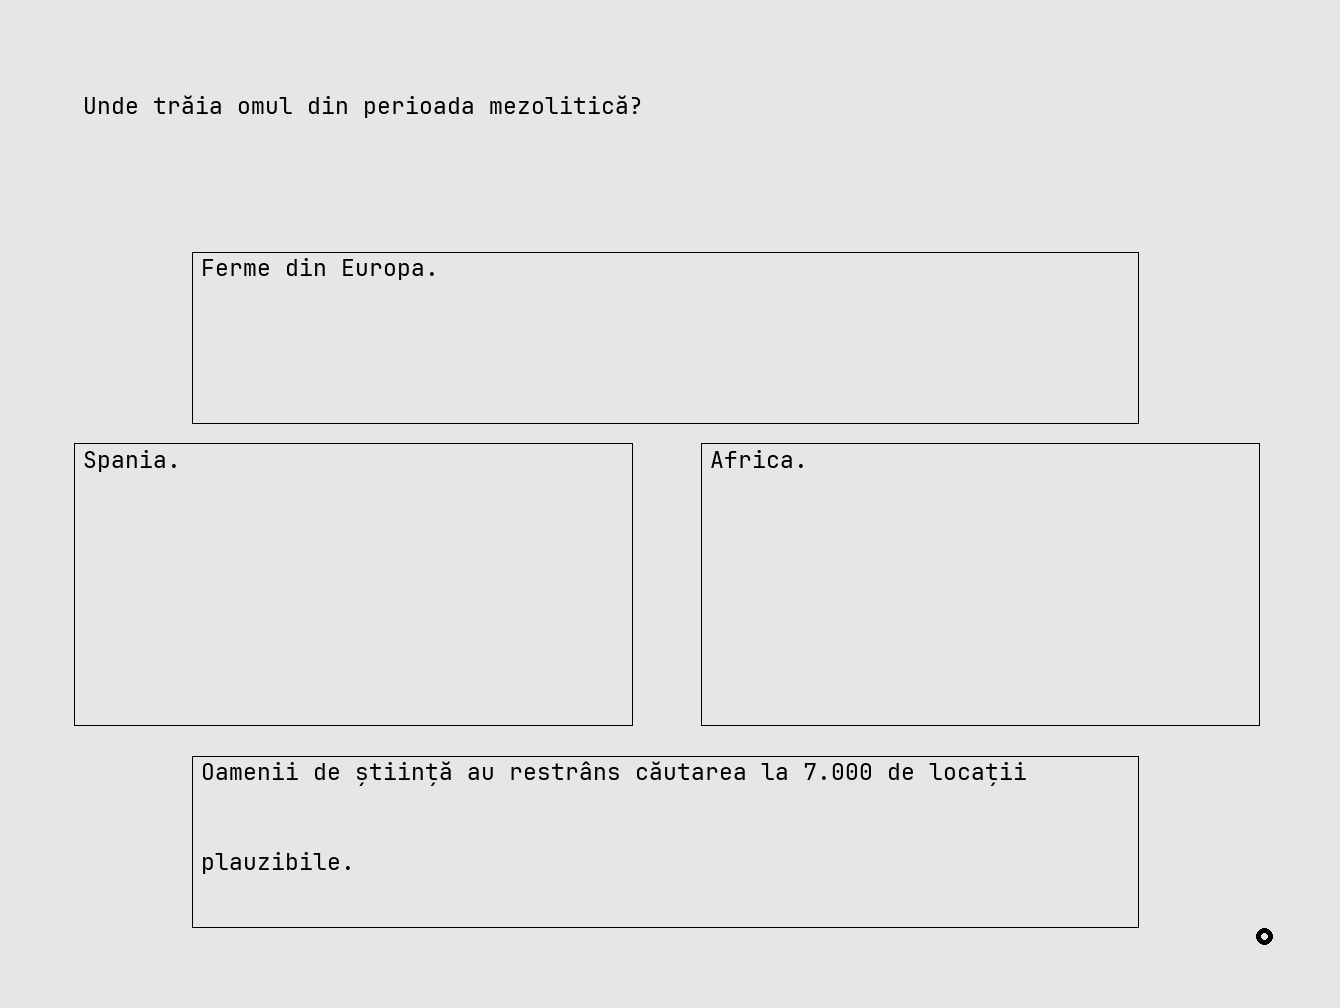 Unde trăia omul din perioada mezolitică?
Ferme din Europa.
Spania.
Africa.
Oamenii de știință au restrâns căutarea la 7.000 de locații
plauzibile.